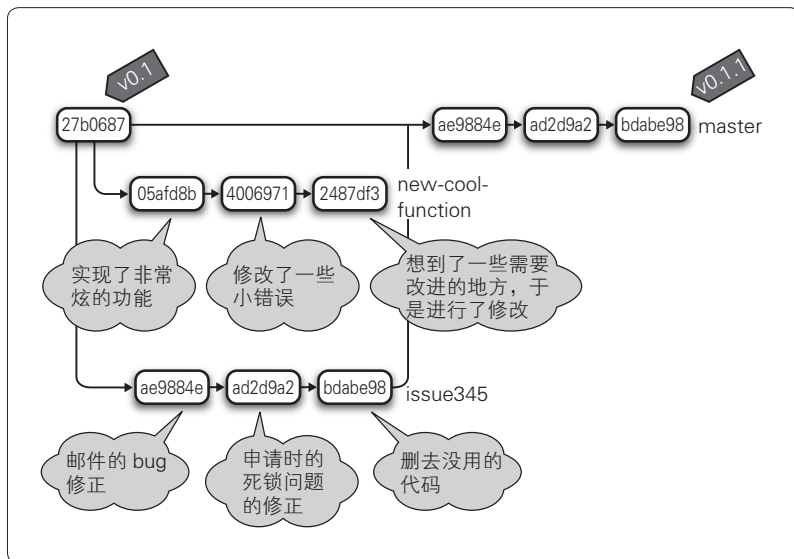 v0.1
v0.1.1
27b0687
ae9884e
ad2d9a2
bdabe98
master
05afd8b
4006971
2487df3
new-cool-
function
实现了非常
炫的功能
修改了一些
小错误
想到了一些需要
改进的地方，于
是进行了修改
ae9884e
ad2d9a2
bdabe98
issue345
邮件的 bug
修正
申请时的
死锁问题
的修正
删去没用的
代码